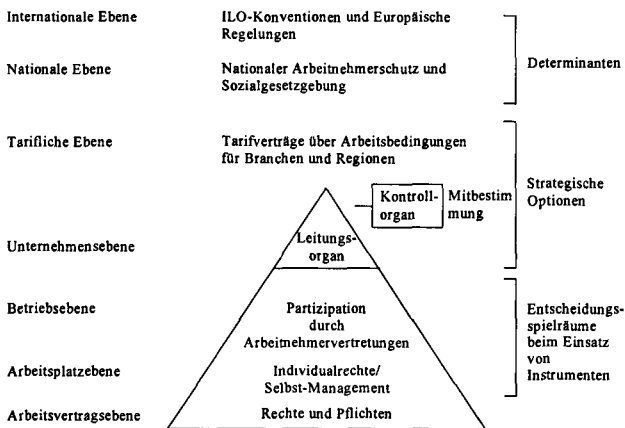 Internationale Ebene
ILO-Konventionen und Europäische
Regelungen
Nationale Ebene
Nationaler Arbeitnehmerschutz und
Sozialgesetzgebung
Determinanten
Tarifliche Ebene
Tarifverträge über Arbeitsbedingungen
für Branchen und Regionen
Kontroll-
organ
Mitbestim
mung
Strategische
Optionen
Unternehmensebene
Leitungs-
organ
Betriebsebene
Partizipation
durch
Arbeitnehmervertretungen
Entscheidungs-
spielräume
beim Einsatz
von
Instrumenten
Arbeitsplatzebene
Individualrechte/
Selbst-Management
Arbeitsvertragsebene
Rechte und Pflichten